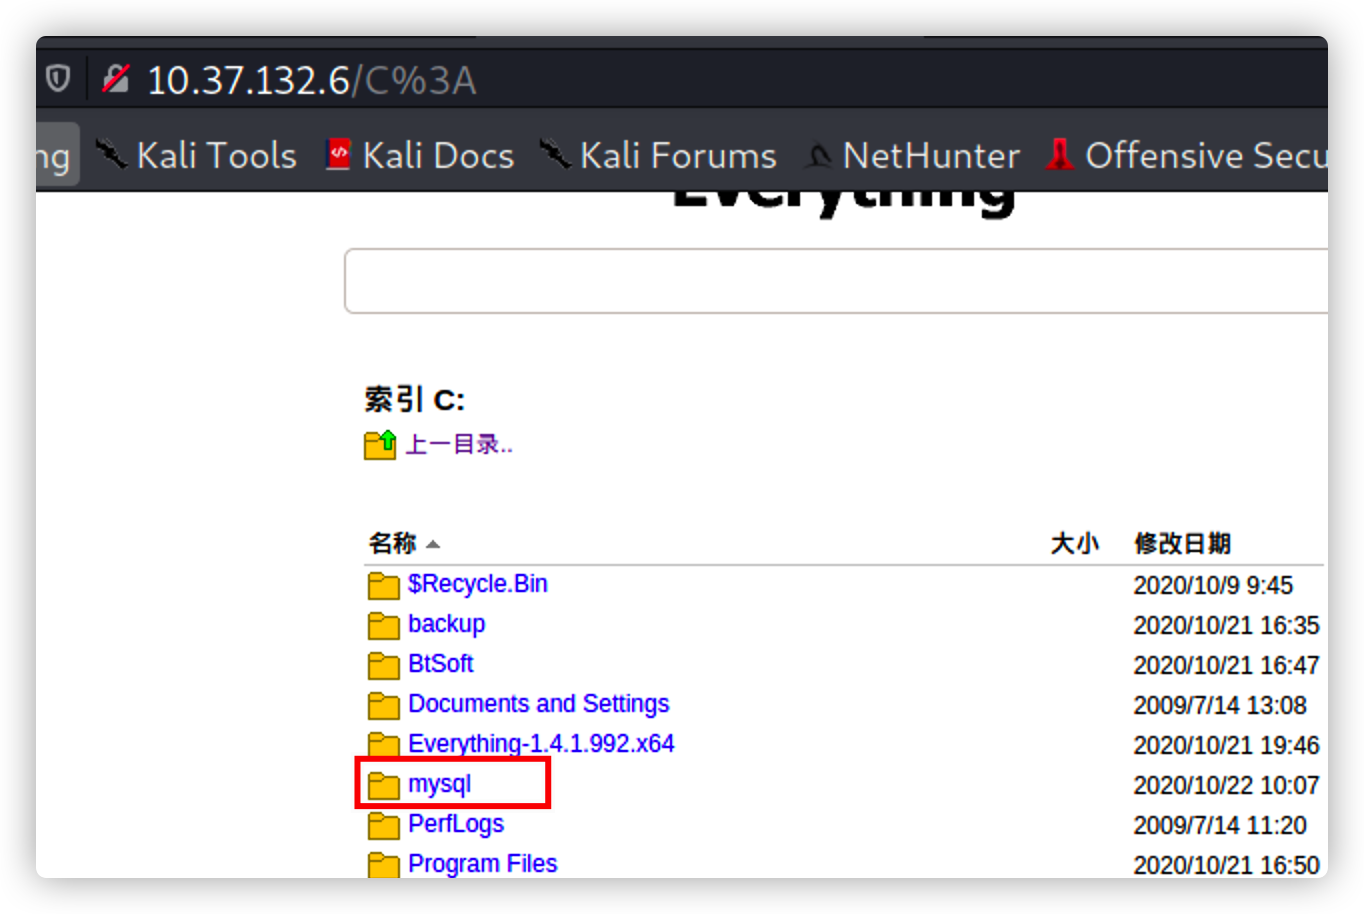 10.37.132.6/C%3A
ng Kali Tools Kali Docs Kali Forums NetHunter Offensive Secu
Everything
索引 C:
上一目录..
名称 大小 修改日期
$Recycle.Bin 2020/10/9 9:45
backup 2020/10/21 16:35
BtSoft 2020/10/21 16:47
Documents and Settings 2009/7/14 13:08
Everything-1.4.1.992.x64 2020/10/21 19:46
mysql 2020/10/22 10:07
PerfLogs 2009/7/14 11:20
Program Files 2020/10/21 16:50